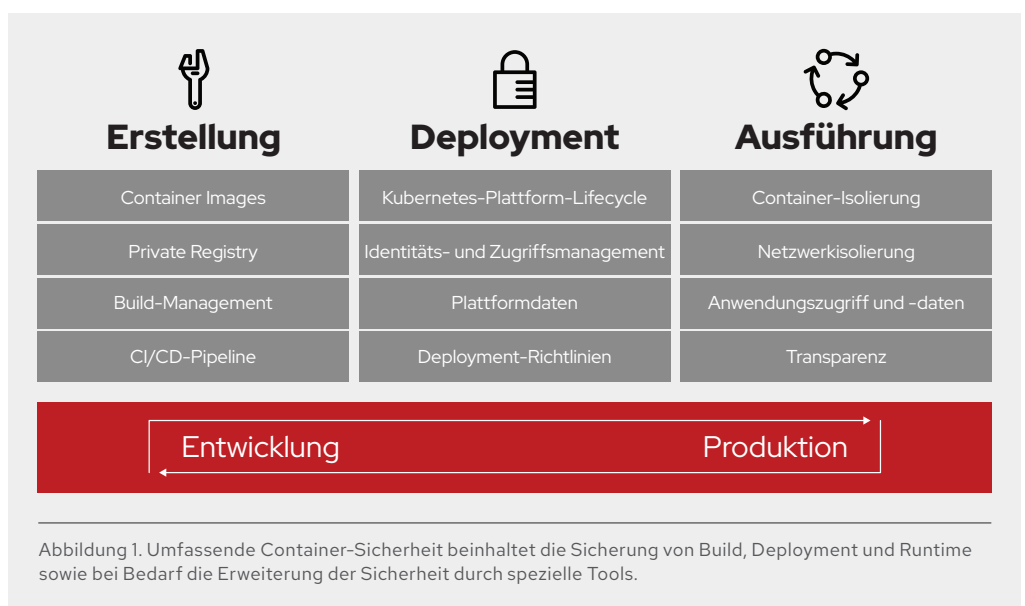 Erstellung
Container Images
Private Registry
Build-Management
CI/CD-Pipeline
Deployment
Kubernetes-Plattform-Lifecycle
Identitäts- und Zugriffsmanagement
Plattformdaten
Deployment-Richtlinien
Ausführung
Container-Isolierung
Netzwerkisolierung
Anwendungszugriff und -daten
Transparenz
Entwicklung
Produktion
Abbildung 1. Umfassende Container-Sicherheit beinhaltet die Sicherung von Build, Deployment und Runtime
sowie bei Bedarf die Erweiterung der Sicherheit durch spezielle Tools.